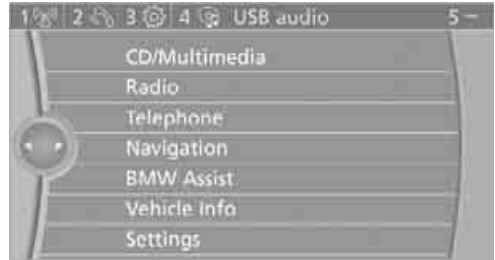 1 2 3 4 USB audio 5 –
CD/Multimedia
Radio
Telephone
Navigation
BMW Assist
Vehicle Info
Settings